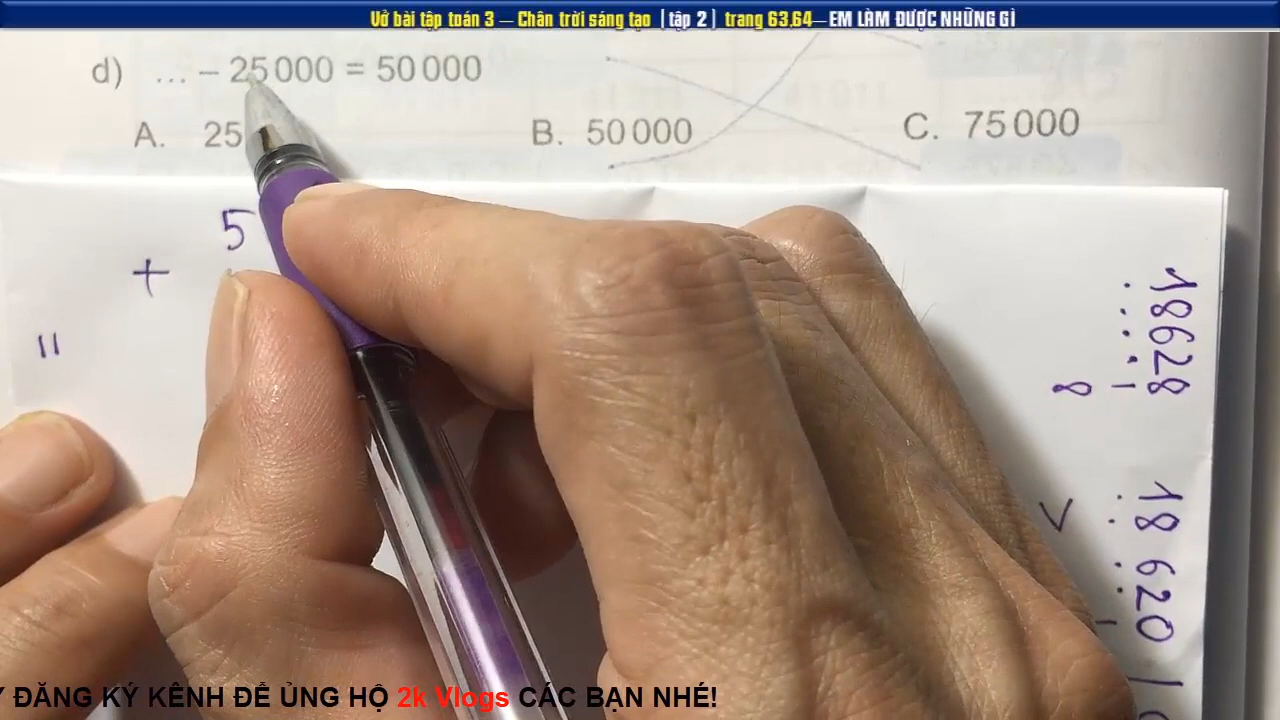 Vở bài tập toán 3 – Chân trời sáng tạo [tập 2] trang 63,64–EM LÀM ĐƯỢC NHỮNG GÌ
d) ... – 25 000 = 50 000
A. 25 B. 50 000 C. 75 000
5
+
=
18628
8
>
18 620
ĐĂNG KÝ KÊNH ĐỂ ỦNG HỘ 2k Vlogs CÁC BẠN NHÉ!